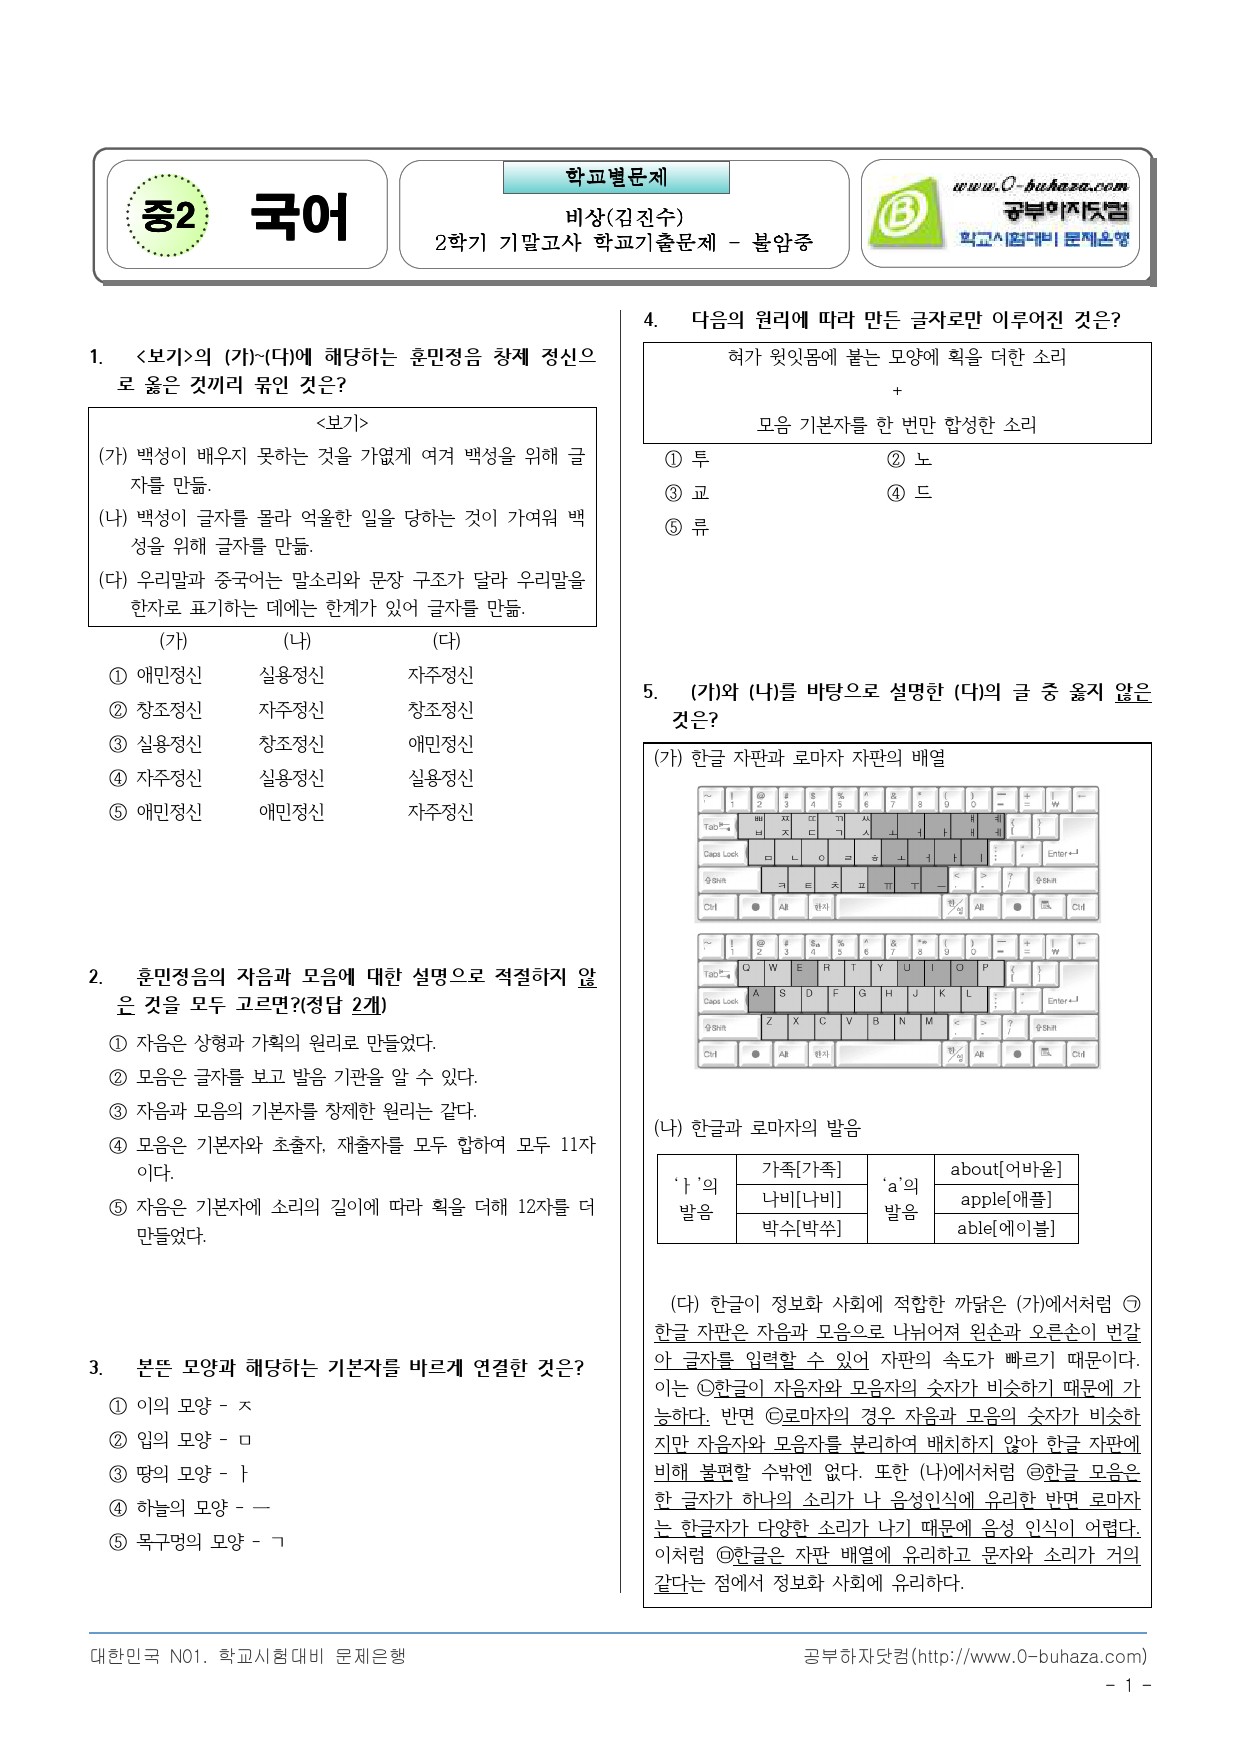 중2
국어
학교별문제
비상(김진수)
2학기 기말고사 학교기출문제 - 불암중
www.0-buhaza.com
공부하자닷컴
학교시험대비 문제은행
1. <보기>의 (가)~(다)에 해당하는 훈민정음 창제 정신으
로 옳은 것끼리 묶인 것은?
<보기>
(가) 백성이 배우지 못하는 것을 가엾게 여겨 백성을 위해 글
자를 만듦.
(나) 백성이 글자를 몰라 억울한 일을 당하는 것이 가여워 백
성을 위해 글자를 만듦.
(다) 우리말과 중국어는 말소리와 문장 구조가 달라 우리말을
한자로 표기하는 데에는 한계가 있어 글자를 만듦.
(가) (나) (다)
① 애민정신 실용정신 자주정신
② 창조정신 자주정신 창조정신
③ 실용정신 창조정신 애민정신
④ 자주정신 실용정신 실용정신
⑤ 애민정신 애민정신 자주정신
2. 훈민정음의 자음과 모음에 대한 설명으로 적절하지 않
은 것을 모두 고르면?(정답 2개)
① 자음은 상형과 가획의 원리로 만들었다.
② 모음은 글자를 보고 발음 기관을 알 수 있다.
③ 자음과 모음의 기본자를 창제한 원리는 같다.
④ 모음은 기본자와 초출자, 재출자를 모두 합하여 모두 11자
이다.
⑤ 자음은 기본자에 소리의 길이에 따라 획을 더해 12자를 더
만들었다.
3. 본뜬 모양과 해당하는 기본자를 바르게 연결한 것은?
① 이의 모양 - ㅈ
② 입의 모양 - ㅁ
③ 땅의 모양 - ㅏ
④ 하늘의 모양 - ㅡ
⑤ 목구멍의 모양 - ㄱ
4. 다음의 원리에 따라 만든 글자로만 이루어진 것은?
혀가 윗잇몸에 붙는 모양에 획을 더한 소리
+
모음 기본자를 한 번만 합성한 소리
① 투 ② 노
③ 교 ④ 드
⑤ 류
5. (가)와 (나)를 바탕으로 설명한 (다)의 글 중 옳지 않은
것은?
(가) 한글 자판과 로마자 자판의 배열
~ ! @ # $ % ^ & * ( ) — + | ←
1 2 3 4 5 6 7 8 9 0 - = ₩
Tab ㅃ ㅉ ㄸ ㄲ ㅆ ㅒ ㅖ { }
ㅂ ㅈ ㄷ ㄱ ㅅ ㅗ ㅕ ㅑ ㅐ ㅔ [ ]
Caps Lock ㅁ ㄴ ㅇ ㄹ ㅎ ㅗ ㅓ ㅏ ㅣ Enter
⇧Shift ㅋ ㅌ ㅊ ㅍ ㅠ ㅜ ㅡ < > ? ⇧Shift
Ctrl Alt 한자 한/영 Alt Ctrl
~ ! @ # % ^ & ( ) — + | ←
1 2 3 4 5 6 7 8 9 0 - = ₩
Tab Q W E R T Y U I O P { }
Caps Lock A S D F G H J K L Enter
⇧Shift Z X C V B N M < > ? ⇧Shift
Ctrl Alt 한자 한/영 Alt Ctrl
(나) 한글과 로마자의 발음
'ㅏ'의 발음 가족[가족] 'a'의 발음 about[어바웉]
나비[나비] apple[애플]
박수[박쑤] able[에이블]
(다) 한글이 정보화 사회에 적합한 까닭은 (가)에서처럼 ㉠
한글 자판은 자음과 모음으로 나뉘어져 왼손과 오른손이 번갈
아 글자를 입력할 수 있어 자판의 속도가 빠르기 때문이다.
이는 ㉡한글이 자음자와 모음자의 숫자가 비슷하기 때문에 가
능하다. 반면 ㉢로마자의 경우 자음과 모음의 숫자가 비슷하
지만 자음자와 모음자를 분리하여 배치하지 않아 한글 자판에
비해 불편할 수밖엔 없다. 또한 (나)에서처럼 ㉣한글 모음은
한 글자가 하나의 소리가 나 음성인식에 유리한 반면 로마자
는 한글자가 다양한 소리가 나기 때문에 음성 인식이 어렵다.
이처럼 ㉤한글은 자판 배열에 유리하고 문자와 소리가 거의
같다는 점에서 정보화 사회에 유리하다.
대한민국 N01. 학교시험대비 문제은행
공부하자닷컴(http://www.0-buhaza.com)
- 1 -